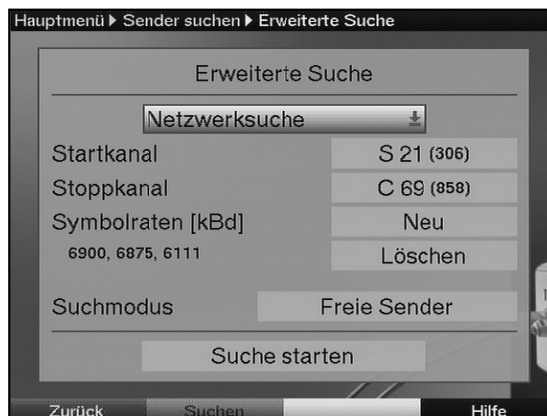 Hauptmenü ▶ Sender suchen ▶ Erweiterte Suche
Erweiterte Suche
Netzwerksuche
Startkanal S 21 (306)
Stoppkanal C 69 (858)
Symbolraten [kBd] Neu
6900, 6875, 6111 Löschen
Suchmodus Freie Sender
Suche starten
Zurück Suchen Hilfe